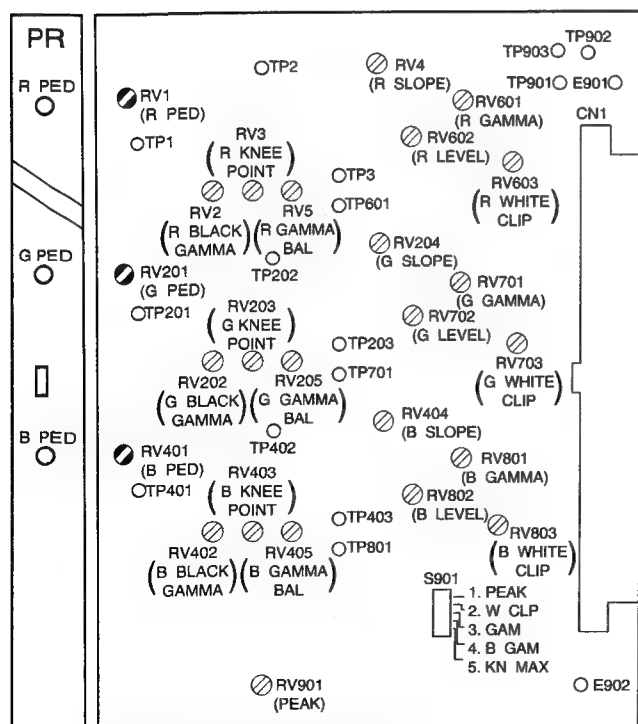 PR
R PED
G PED
B PED
TP2
RV4
(R SLOPE)
TP902
TP903
TP901
E901
RV1
(R PED)
RV601
(R GAMMA)
CN1
TP1
RV3
(R KNEE
POINT)
RV602
(R LEVEL)
TP3
RV603
(R WHITE
CLIP)
RV2
(R BLACK
GAMMA)
RV5
(R GAMMA
BAL)
TP601
TP202
RV204
(G SLOPE)
RV201
(G PED)
RV701
(G GAMMA)
TP201
RV203
(G KNEE
POINT)
RV702
(G LEVEL)
TP203
RV703
(G WHITE
CLIP)
RV202
(G BLACK
GAMMA)
RV205
(G GAMMA
BAL)
TP701
TP402
RV404
(B SLOPE)
RV401
(B PED)
RV801
(B GAMMA)
TP401
RV403
(B KNEE
POINT)
RV802
(B LEVEL)
TP403
RV803
(B WHITE
CLIP)
RV402
(B BLACK
GAMMA)
RV405
(B GAMMA
BAL)
TP801
S901
1. PEAK
2. W CLP
3. GAM
4. B GAM
5. KN MAX
RV901
(PEAK)
E902